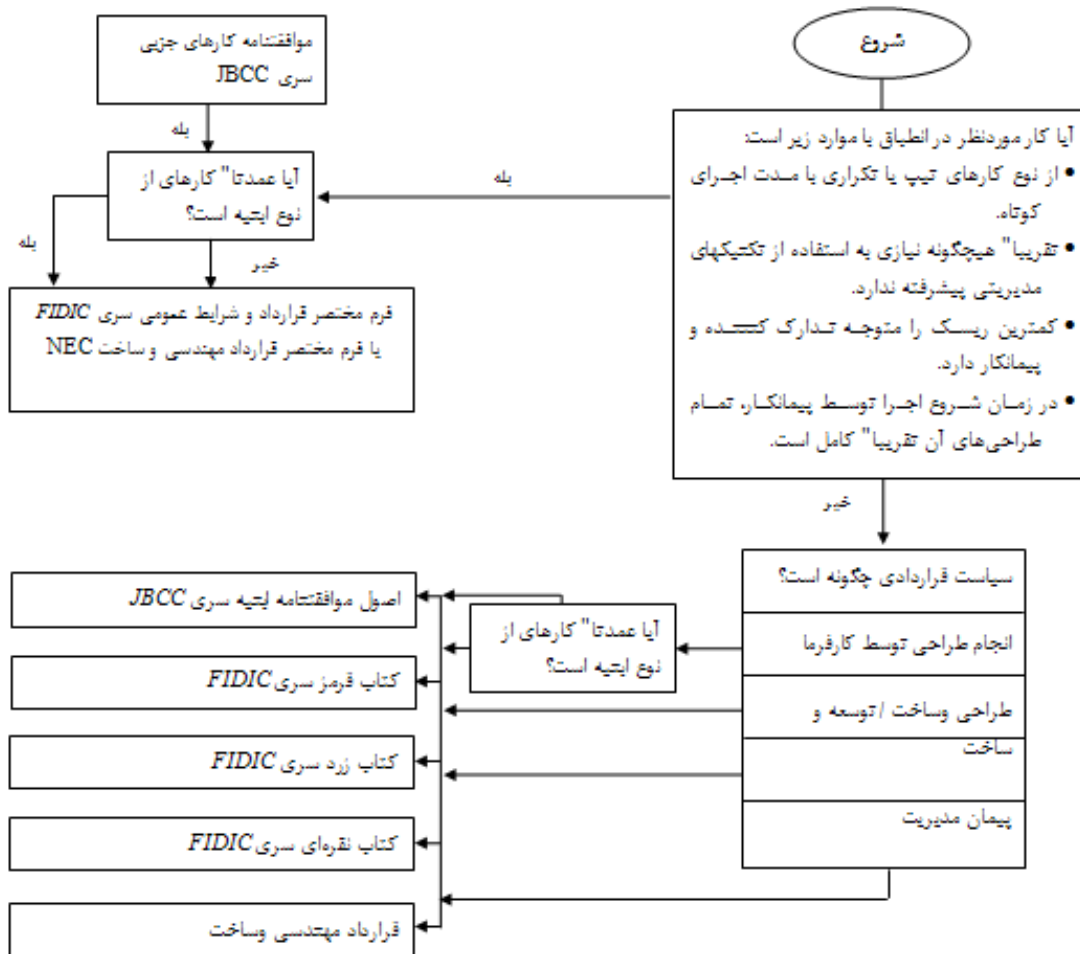 شروع
آیا کار موردنظر در انطباق با موارد زیر است:
• از نوع کارهای تیپ یا تکراری با مدت اجرای
کوتاه.
• تقریبا" هیچگونه نیازی به استفاده از تکنیکهای
مدیریتی پیشرفته ندارد.
• کمترین ریسک را متوجه تدارک کننده و
پیمانکار دارد.
• در زمان شروع اجرا توسط پیمانکار، تمام
طراحی‌های آن تقریبا" کامل است.
بله
موافقتنامه کارهای جزیی
سری JBCC
بله
آیا عمدتا" کارهای از
نوع ابنیه است؟
بله
خیر
فرم مختصر قرارداد و شرایط عمومی سری FIDIC
یا فرم مختصر قرارداد مهندسی و ساخت NEC
خیر
سیاست قراردادی چگونه است؟
انجام طراحی توسط کارفرما
طراحی وساخت / توسعه و
ساخت
پیمان مدیریت
آیا عمدتا" کارهای از
نوع ابنیه است؟
اصول موافقتنامه ابنیه سری JBCC
کتاب قرمز سری FIDIC
کتاب زرد سری FIDIC
کتاب نقره‌ای سری FIDIC
قرارداد مهندسی وساخت